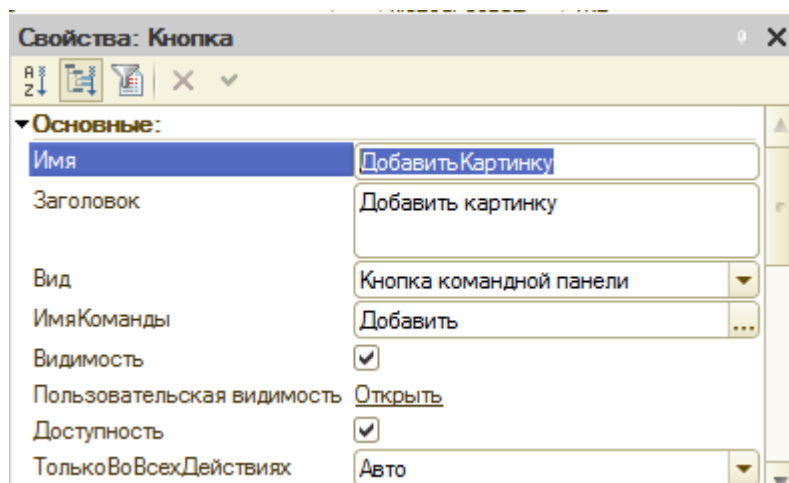 Свойства: Кнопка
Основные:
Имя ДобавитьКартинку
Заголовок Добавить картинку
Вид Кнопка командной панели
ИмяКоманды Добавить ...
Видимость
Пользовательская видимость Открыть
Доступность
ТолькоВоВсехДействиях Авто